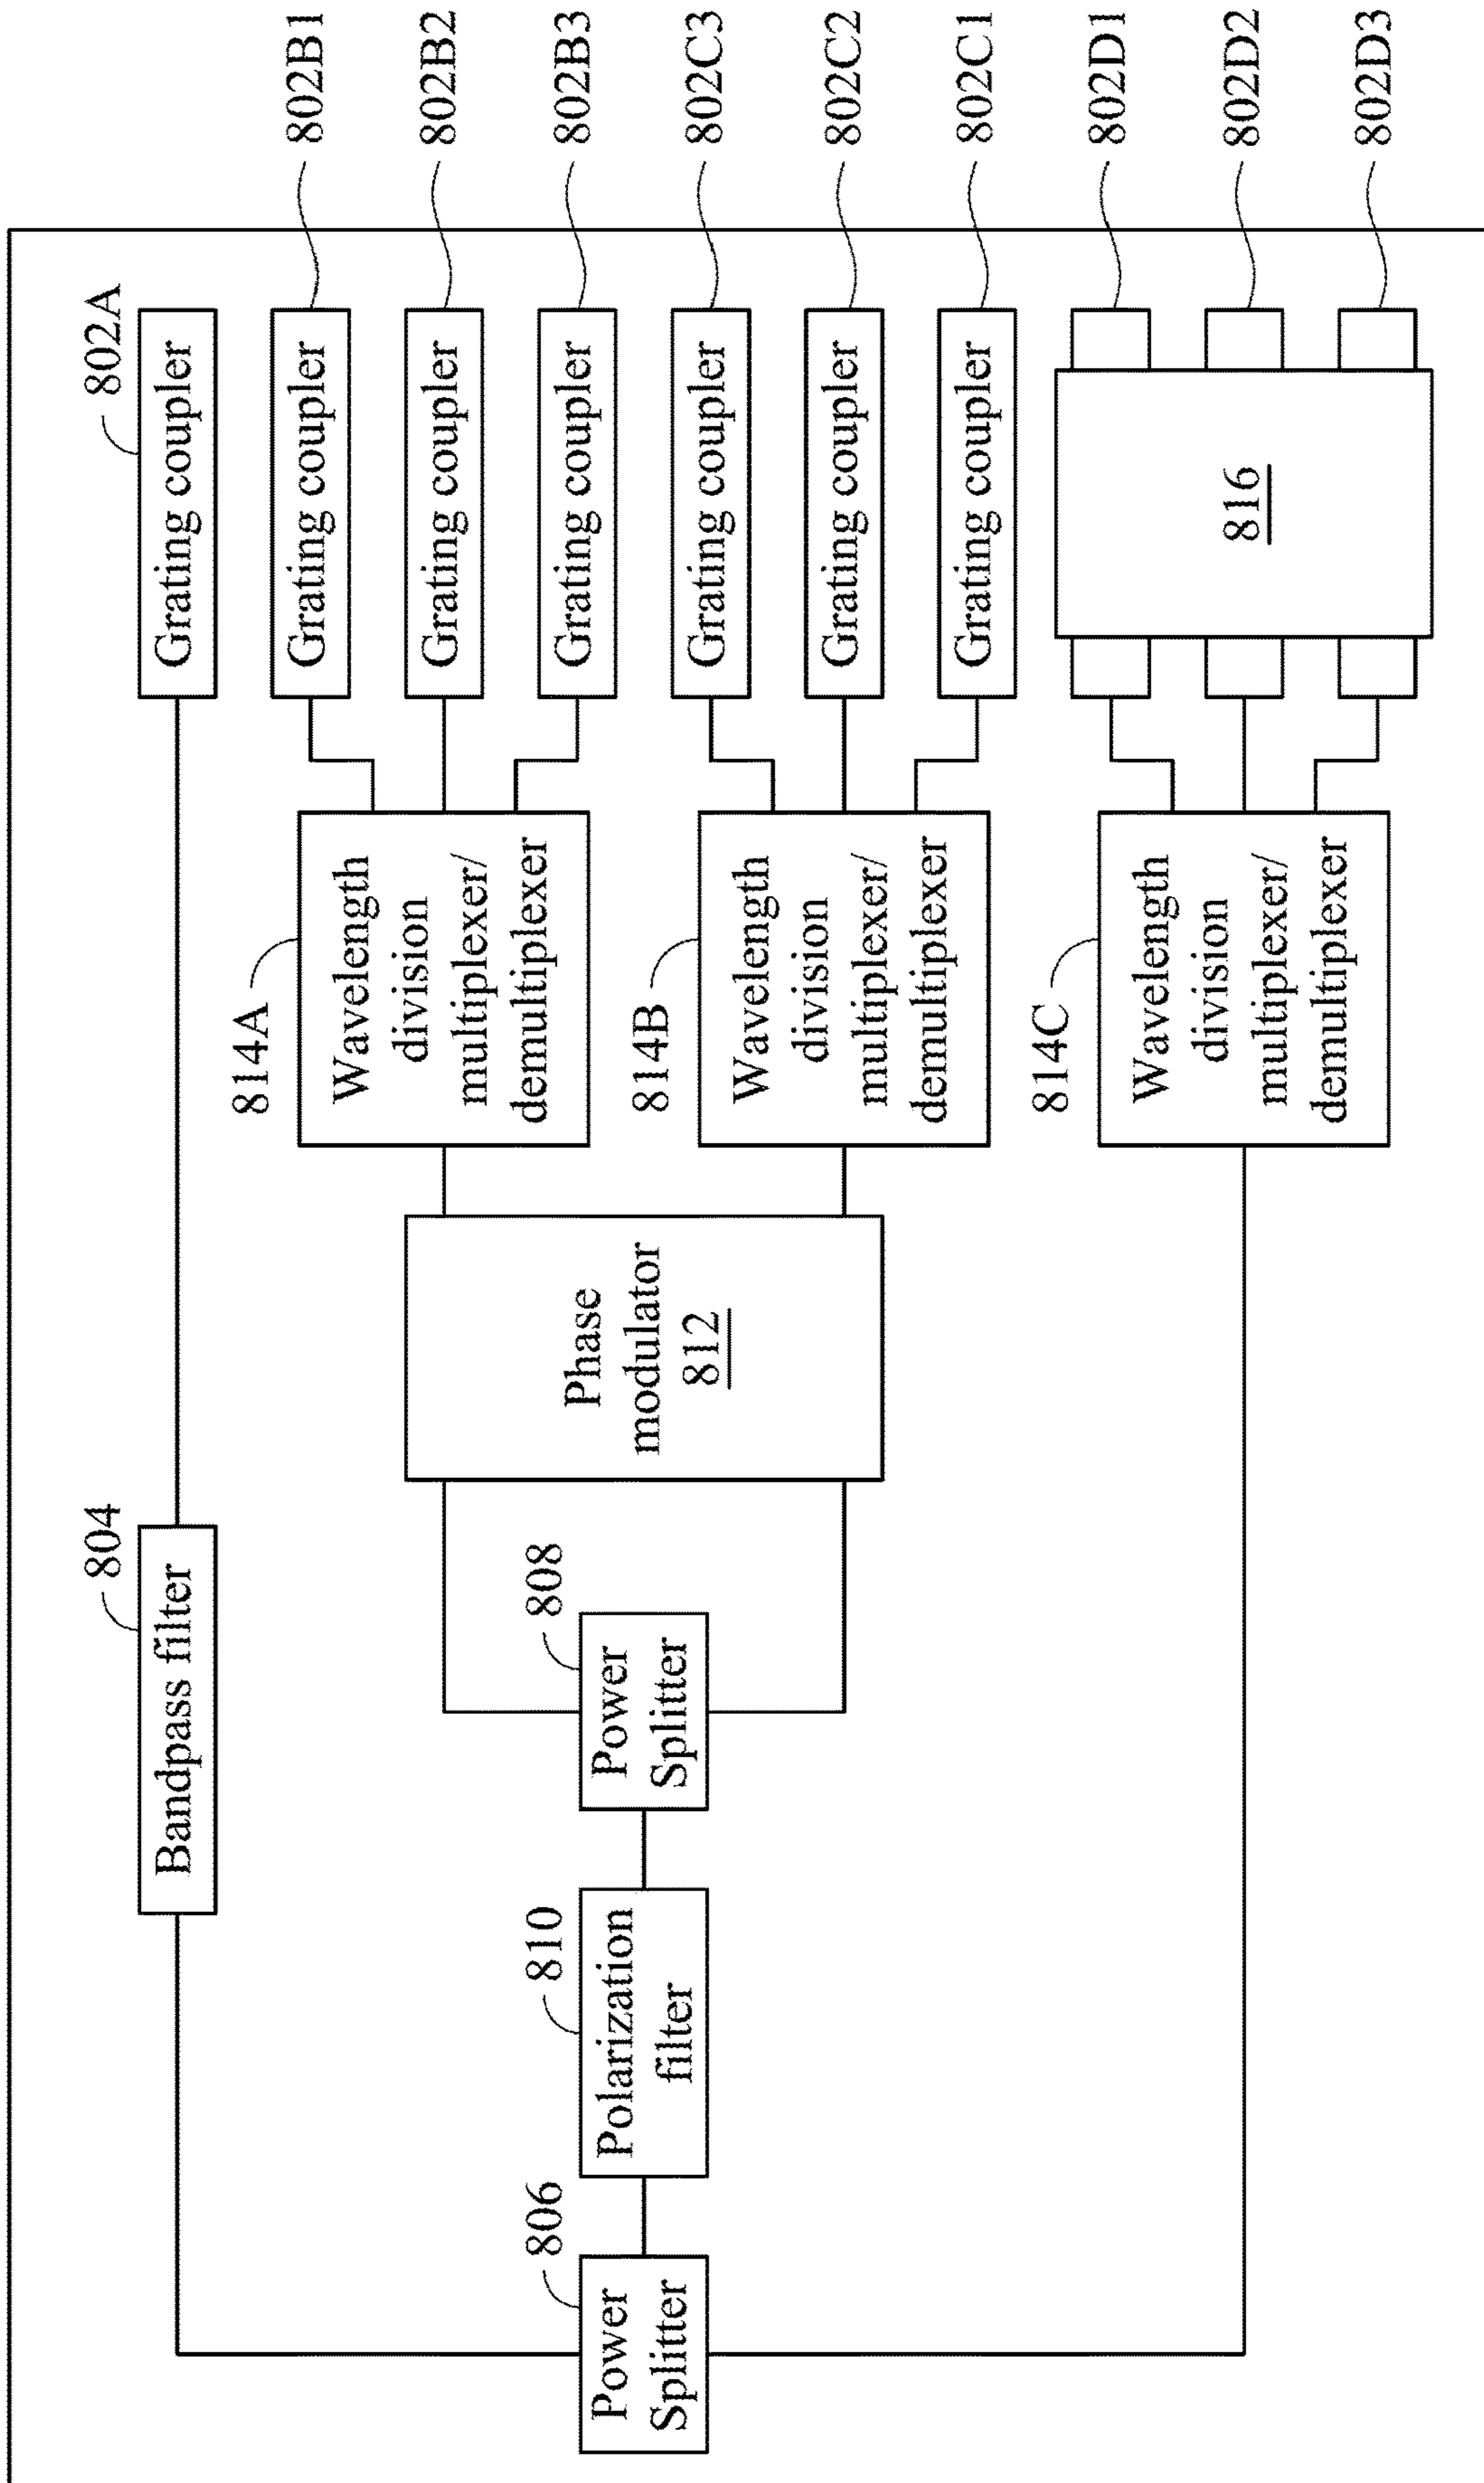 802A
Grating coupler
804
Bandpass filter
Grating coupler
802B1
Grating coupler
802B2
Grating coupler
802B3
Grating coupler
802C3
Grating coupler
802C2
Grating coupler
802C1
802D1
802D2
802D3
816
814A
Wavelength
division
multiplexer/
demultiplexer
814B
Wavelength
division
multiplexer/
demultiplexer
814C
Wavelength
division
multiplexer/
demultiplexer
Phase
modulator
812
808
Power
Splitter
810
Polarization
filter
806
Power
Splitter